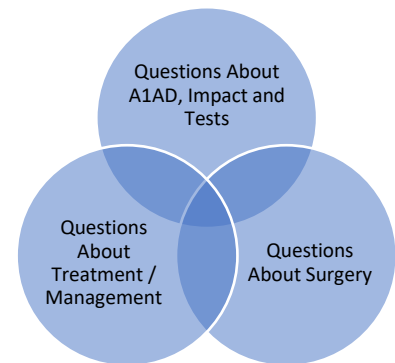 Questions About
A1AD, Impact and
Tests
Questions
About
Treatment /
Management
Questions
About Surgery